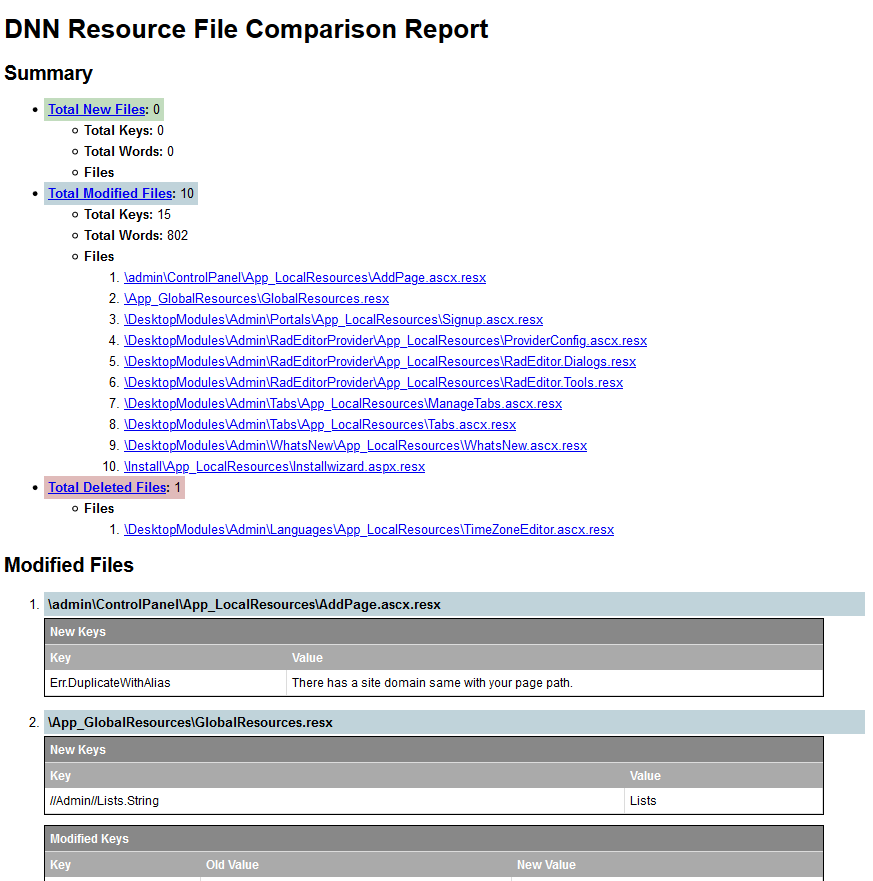 DNN Resource File Comparison Report
Summary
Total New Files: 0
Total Keys: 0
Total Words: 0
Files
Total Modified Files: 10
Total Keys: 15
Total Words: 802
Files
1. \admin\ControlPanel\App_LocalResources\AddPage.ascx.resx
2. \App_GlobalResources\GlobalResources.resx
3. \DesktopModules\Admin\Portals\App_LocalResources\Signup.ascx.resx
4. \DesktopModules\Admin\RadEditorProvider\App_LocalResources\ProviderConfig.ascx.resx
5. \DesktopModules\Admin\RadEditorProvider\App_LocalResources\RadEditor.Dialogs.resx
6. \DesktopModules\Admin\RadEditorProvider\App_LocalResources\RadEditor.Tools.resx
7. \DesktopModules\Admin\Tabs\App_LocalResources\ManageTabs.ascx.resx
8. \DesktopModules\Admin\Tabs\App_LocalResources\Tabs.ascx.resx
9. \DesktopModules\Admin\WhatsNew\App_LocalResources\WhatsNew.ascx.resx
10. \Install\App_LocalResources\Installwizard.aspx.resx
Total Deleted Files: 1
Files
1. \DesktopModules\Admin\Languages\App_LocalResources\TimeZoneEditor.ascx.resx
Modified Files
1. \admin\ControlPanel\App_LocalResources\AddPage.ascx.resx
New Keys
Key Value
Err.DuplicateWithAlias There has a site domain same with your page path.
2. \App_GlobalResources\GlobalResources.resx
New Keys
Key Value
//Admin//Lists.String Lists
Modified Keys
Key Old Value New Value